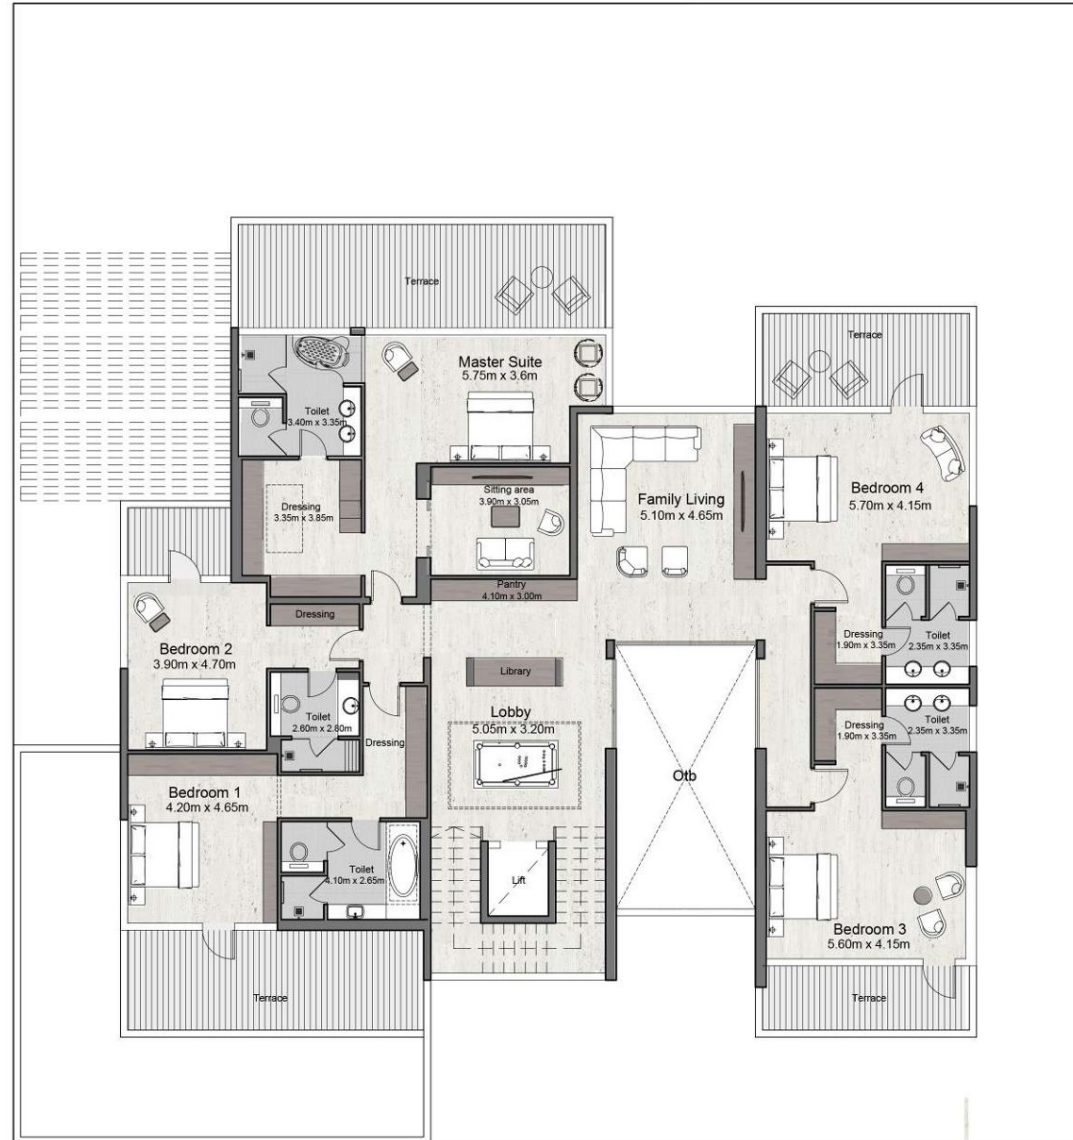 Terrace
Terrace
Master Suite
5.75m x 3.6m
Toilet
3.40m x 3.35m
Sitting area
3.90m x 3.05m
Family Living
5.10m x 4.65m
Bedroom 4
5.70m x 4.15m
Dressing
3.35m x 3.85m
Pantry
4.10m x 3.00m
Dressing
Bedroom 2
3.90m x 4.70m
Dressing
1.90m x 3.35m
Toilet
2.35m x 3.35m
Library
Lobby
5.05m x 3.20m
Toilet
2.60m x 2.80m
Dressing
Dressing
1.90m x 3.35m
Toilet
2.35m x 3.35m
Otb
Bedroom 1
4.20m x 4.65m
Toilet
4.10m x 2.65m
Lift
Bedroom 3
5.60m x 4.15m
Terrace
Terrace